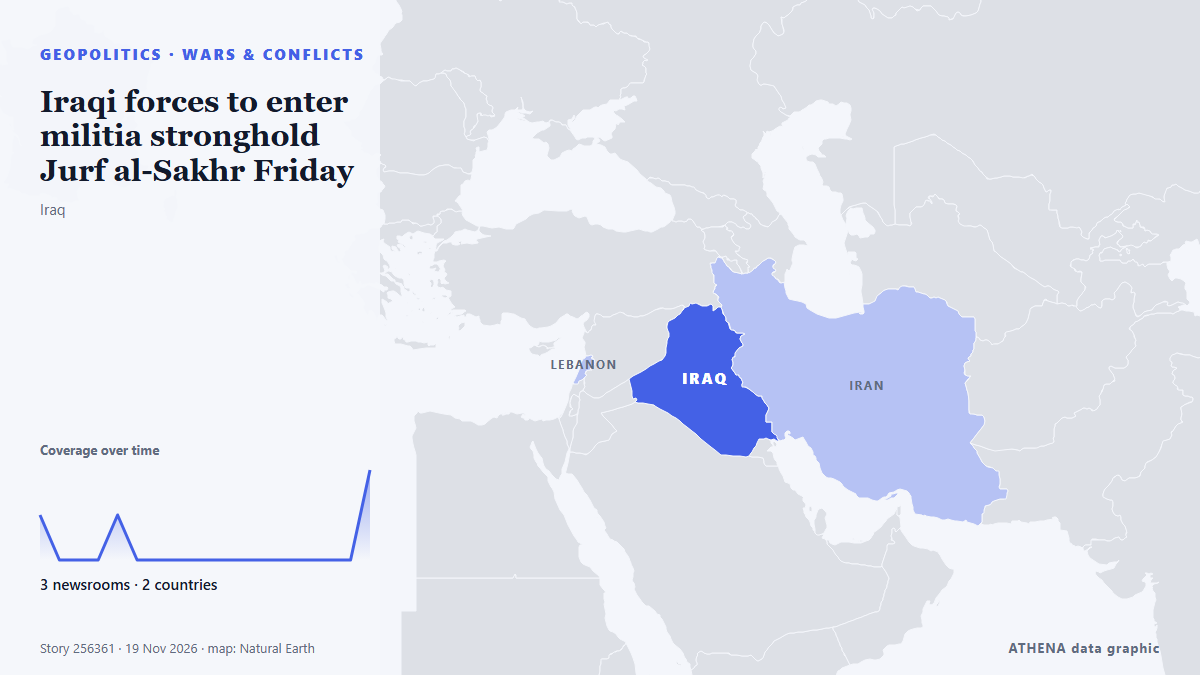 GEOPOLITICS · WARS & CONFLICTS
Iraqi forces to enter
militia stronghold
Jurf al-Sakhr Friday
Iraq
LEBANON
IRAQ
IRAN
Coverage over time
3 newsrooms · 2 countries
Story 256361 · 19 Nov 2026 · map: Natural Earth
ATHENA data graphic